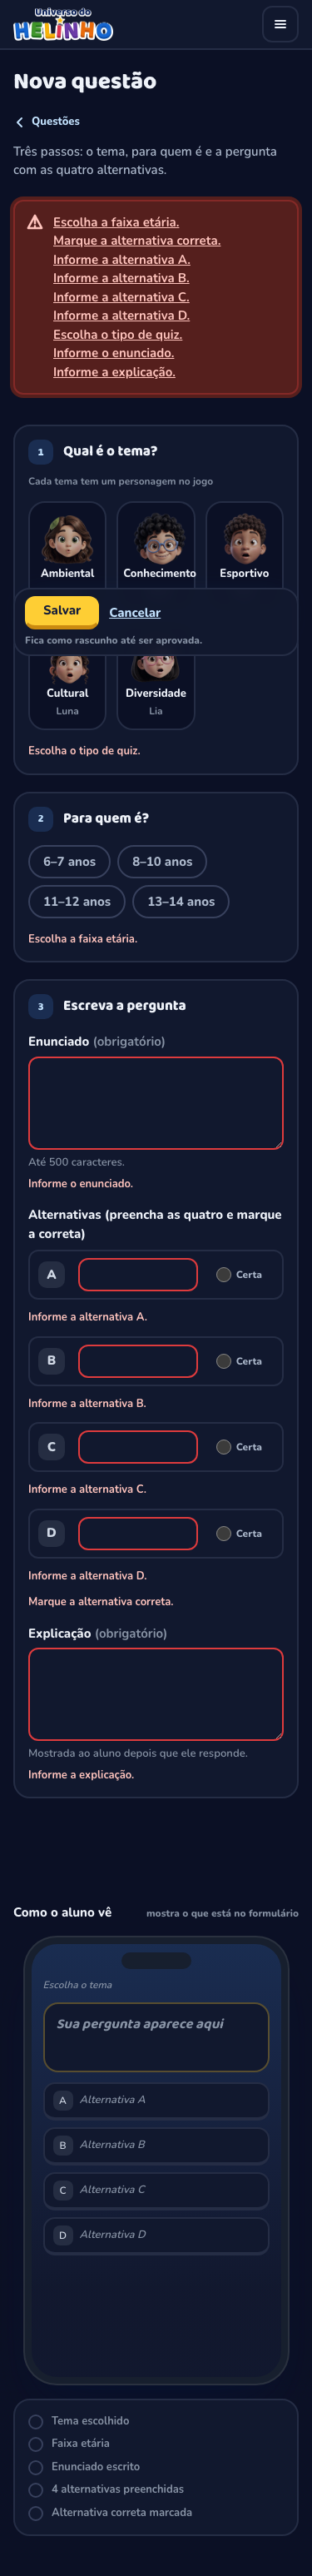 Universo do
HELINHO
Nova questão
Questões
Três passos: o tema, para quem é e a pergunta
com as quatro alternativas.
Escolha a faixa etária.
Marque a alternativa correta.
Informe a alternativa A.
Informe a alternativa B.
Informe a alternativa C.
Informe a alternativa D.
Escolha o tipo de quiz.
Informe o enunciado.
Informe a explicação.
1 Qual é o tema?
Cada tema tem um personagem no jogo
Ambiental Conhecimento Esportivo
Salvar Cancelar
Fica como rascunho até ser aprovada.
Cultural Diversidade
Luna Lia
Escolha o tipo de quiz.
2 Para quem é?
6–7 anos 8–10 anos
11–12 anos 13–14 anos
Escolha a faixa etária.
3 Escreva a pergunta
Enunciado (obrigatório)
Até 500 caracteres.
Informe o enunciado.
Alternativas (preencha as quatro e marque
a correta)
A Certa
Informe a alternativa A.
B Certa
Informe a alternativa B.
C Certa
Informe a alternativa C.
D Certa
Informe a alternativa D.
Marque a alternativa correta.
Explicação (obrigatório)
Mostrada ao aluno depois que ele responde.
Informe a explicação.
Como o aluno vê mostra o que está no formulário
Escolha o tema
Sua pergunta aparece aqui
A Alternativa A
B Alternativa B
C Alternativa C
D Alternativa D
Tema escolhido
Faixa etária
Enunciado escrito
4 alternativas preenchidas
Alternativa correta marcada